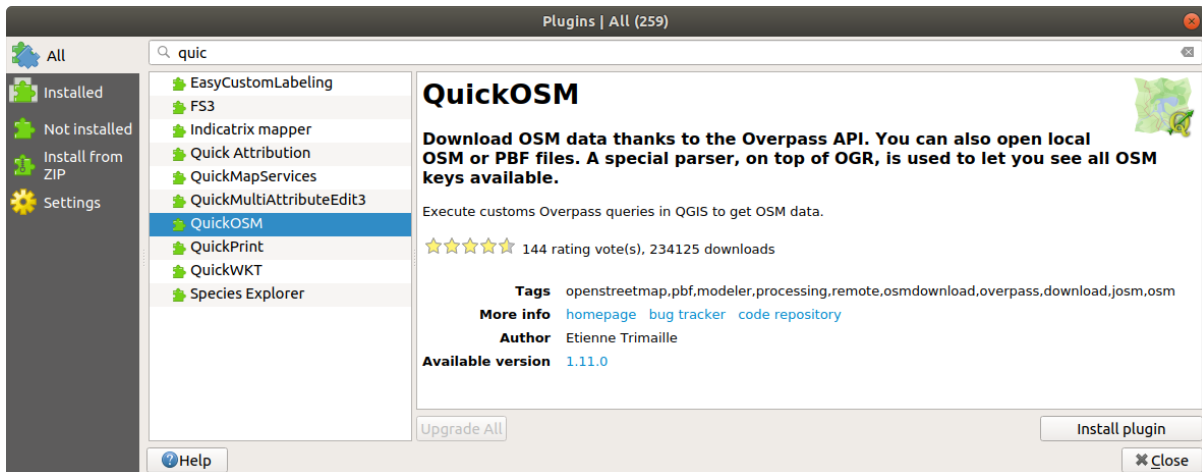 Plugins | All (259)
All
Installed
Not installed
Install from
ZIP
Settings
quic
EasyCustomLabeling
FS3
Indicatrix mapper
Quick Attribution
QuickMapServices
QuickMultiAttributeEdit3
QuickOSM
QuickPrint
QuickWKT
Species Explorer
QuickOSM
Download OSM data thanks to the Overpass API. You can also open local
OSM or PBF files. A special parser, on top of OGR, is used to let you see all OSM
keys available.
Execute customs Overpass queries in QGIS to get OSM data.
144 rating vote(s), 234125 downloads
Tags openstreetmap,pbf,modeler,processing,remote,osmdownload,overpass,download,josm,osm
More info homepage bug tracker code repository
Author Etienne Trimaille
Available version 1.11.0
Upgrade All
Install plugin
Help
Close